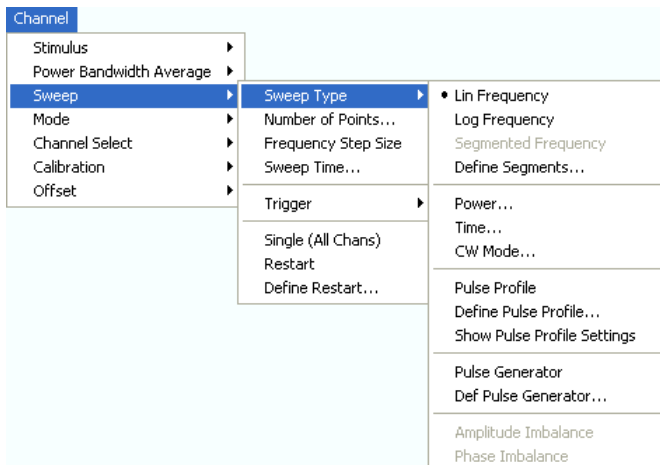 Channel
Stimulus
Power Bandwidth Average
Sweep
Mode
Channel Select
Calibration
Offset
Sweep Type
Number of Points...
Frequency Step Size
Sweep Time...
Trigger
Single (All Chans)
Restart
Define Restart...
Lin Frequency
Log Frequency
Segmented Frequency
Define Segments...
Power...
Time...
CW Mode...
Pulse Profile
Define Pulse Profile...
Show Pulse Profile Settings
Pulse Generator
Def Pulse Generator...
Amplitude Imbalance
Phase Imbalance